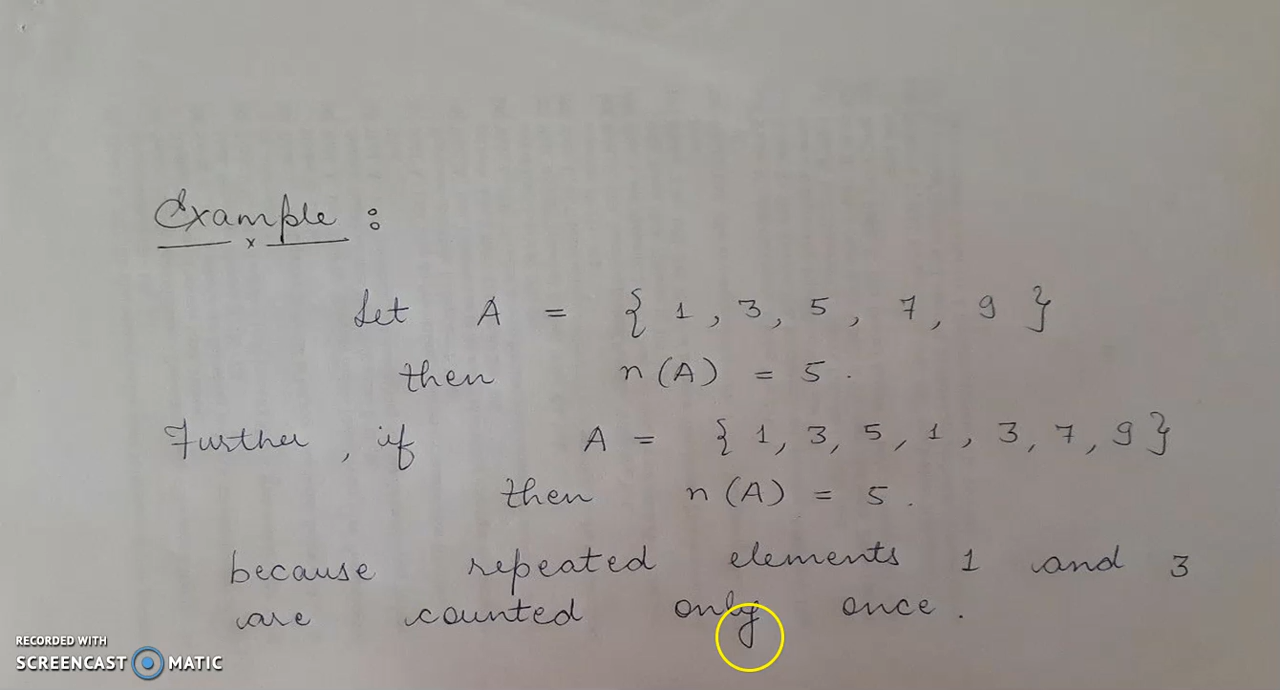 Example :
Let A = { 1, 3, 5, 7, 9 }
then n(A) = 5.
Further, if A = { 1, 3, 5, 1, 3, 7, 9 }
then n(A) = 5.
because repeated elements 1 and 3
are counted only once.
RECORDED WITH
SCREENCAST MATIC